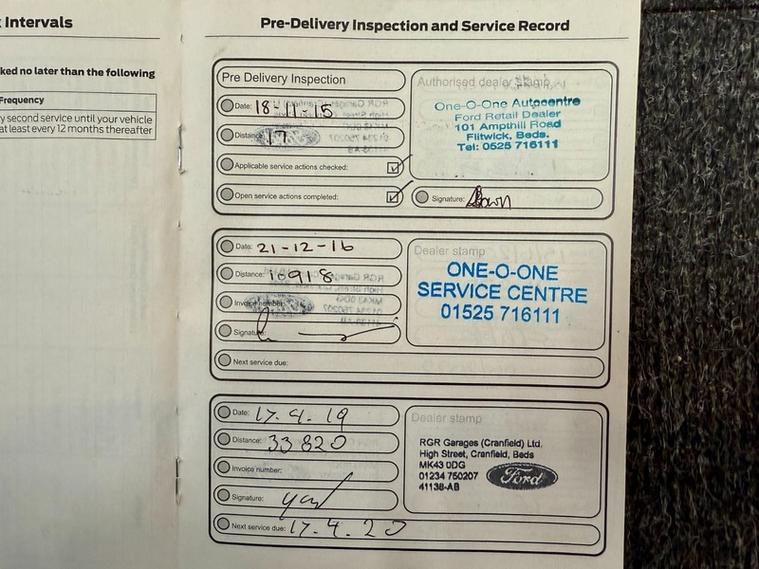 Intervals
ked no later than the following
Frequency
y second service until your vehicle
at least every 12 months thereafter
Pre-Delivery Inspection and Service Record
Pre Delivery Inspection
Date: 18-11-15
Distance:
Applicable service actions checked:
Open service actions completed:
Authorised dealer stamp
One-O-One Autocentre
Ford Retail Dealer
101 Ampthill Road
Flitwick, Beds.
Tel: 0525 716111
Signature:
Date: 21-12-16
Distance: 10918
Invoice number:
Signature:
Next service due:
Dealer stamp
ONE-O-ONE
SERVICE CENTRE
01525 716111
Date: 17.4.19
Distance: 33820
Invoice number:
Signature:
Next service due: 17.4.20
Dealer stamp
RGR Garages (Cranfield) Ltd.
High Street, Cranfield, Beds
MK43 0DG
01234 750207
41138-AB
Ford